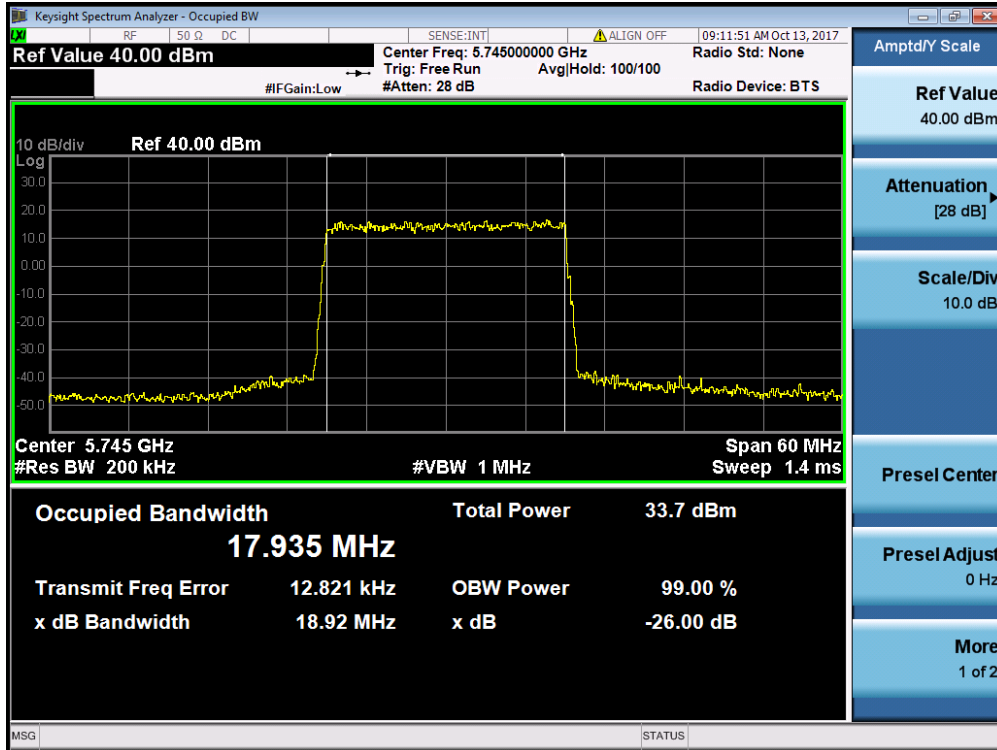 Keysight Spectrum Analyzer - Occupied BW
LXI RF 50 Ω DC SENSE:INT ALIGN OFF 09:11:51 AM Oct 13, 2017
Ref Value 40.00 dBm
Center Freq: 5.745000000 GHz
Radio Std: None
Trig: Free Run Avg|Hold: 100/100
#IFGain:Low #Atten: 28 dB Radio Device: BTS
10 dB/div Ref 40.00 dBm
Log
30.0
20.0
10.0
0.00
-10.0
-20.0
-30.0
-40.0
-50.0
Center 5.745 GHz Span 60 MHz
#Res BW 200 kHz #VBW 1 MHz Sweep 1.4 ms
Occupied Bandwidth Total Power 33.7 dBm
17.935 MHz
Transmit Freq Error 12.821 kHz OBW Power 99.00 %
x dB Bandwidth 18.92 MHz x dB -26.00 dB
MSG STATUS
Amptd/Y Scale
Ref Value
40.00 dBm
Attenuation
[28 dB]
Scale/Div
10.0 dB
Presel Center
Presel Adjust
0 Hz
More
1 of 2